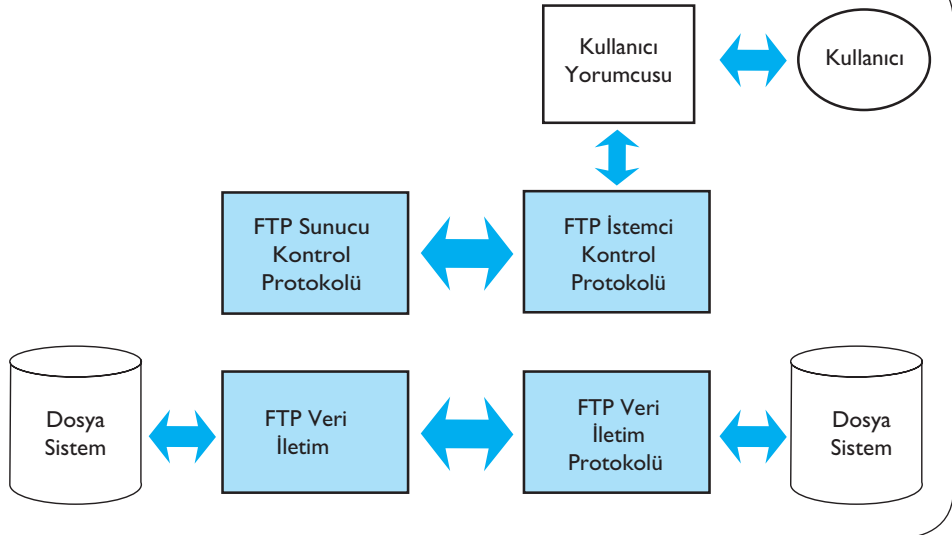 Kullanıcı
Yorumcusu
Kullanıcı
FTP Sunucu
Kontrol
Protokolü
FTP İstemci
Kontrol
Protokolü
Dosya
Sistem
FTP Veri
İletim
FTP Veri
İletim
Protokolü
Dosya
Sistem